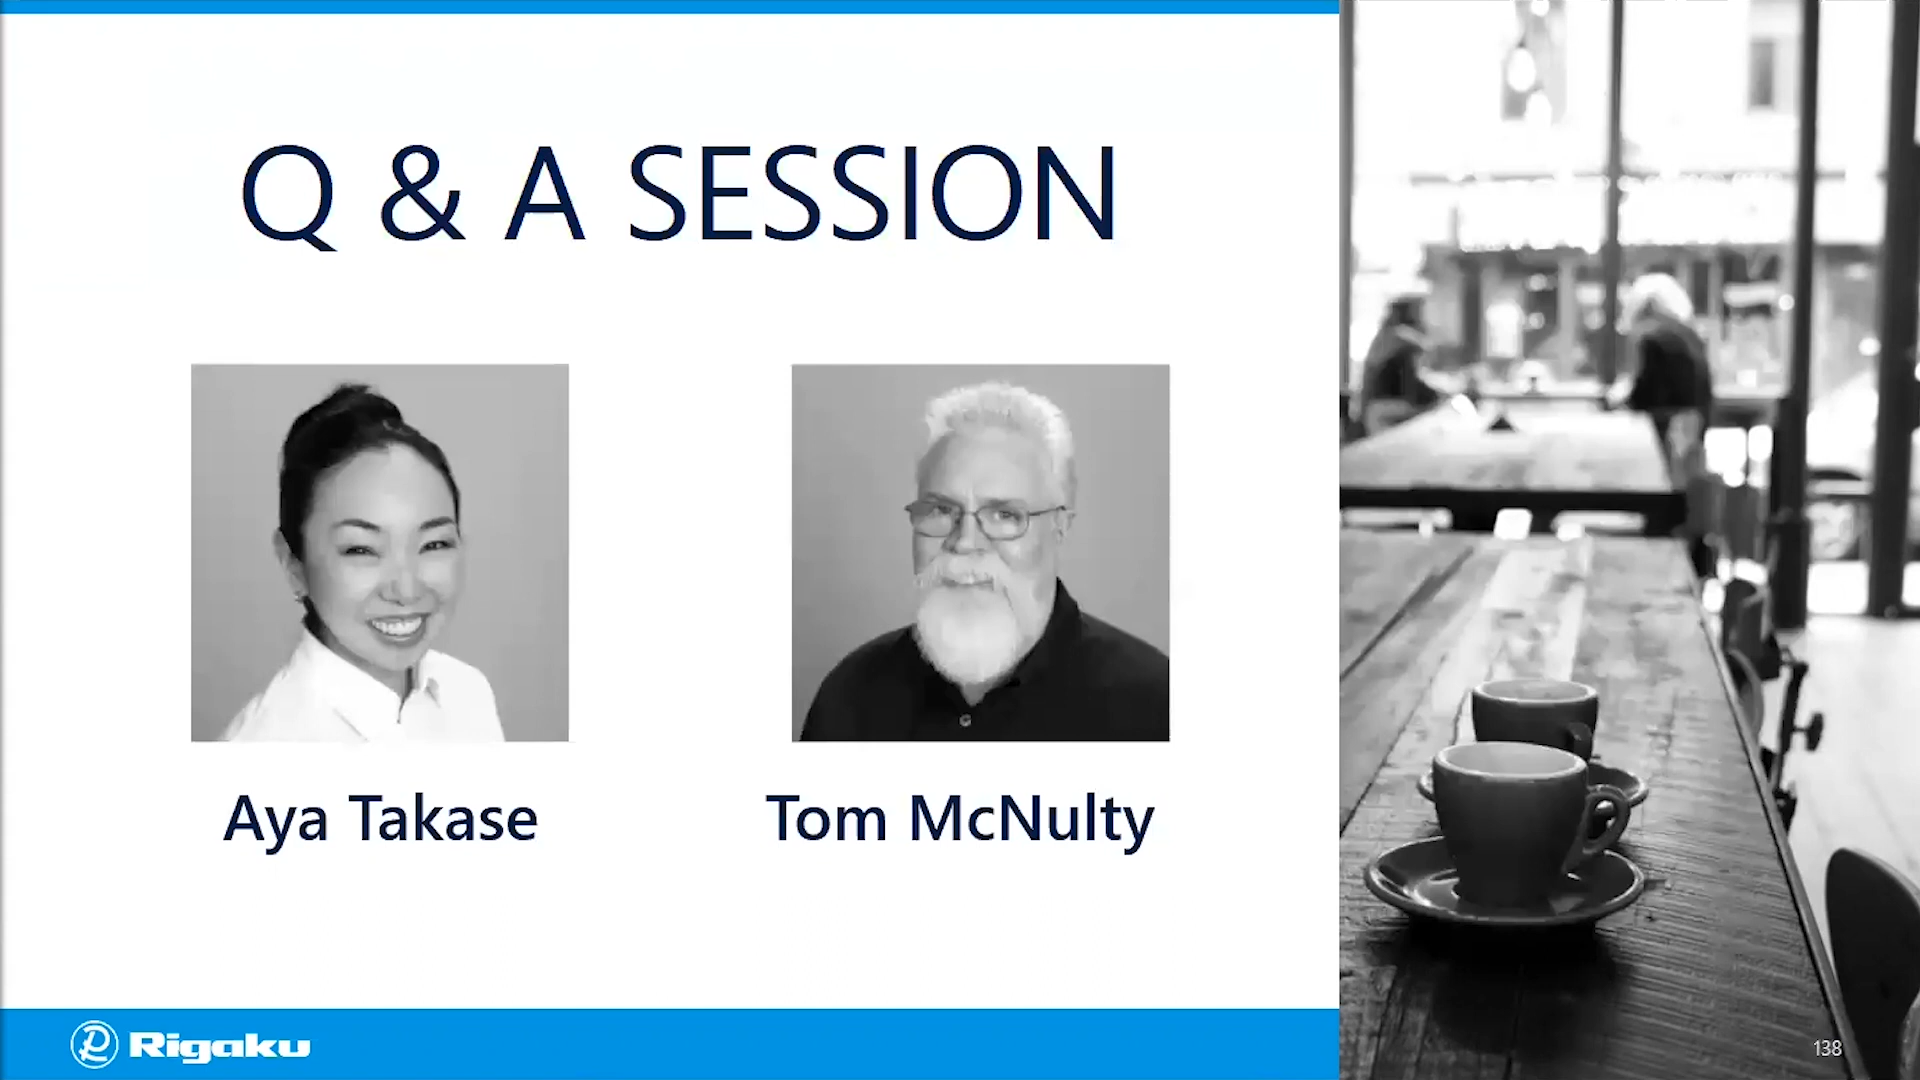 Q & A SESSION
Aya Takase
Tom McNulty
Rigaku
138